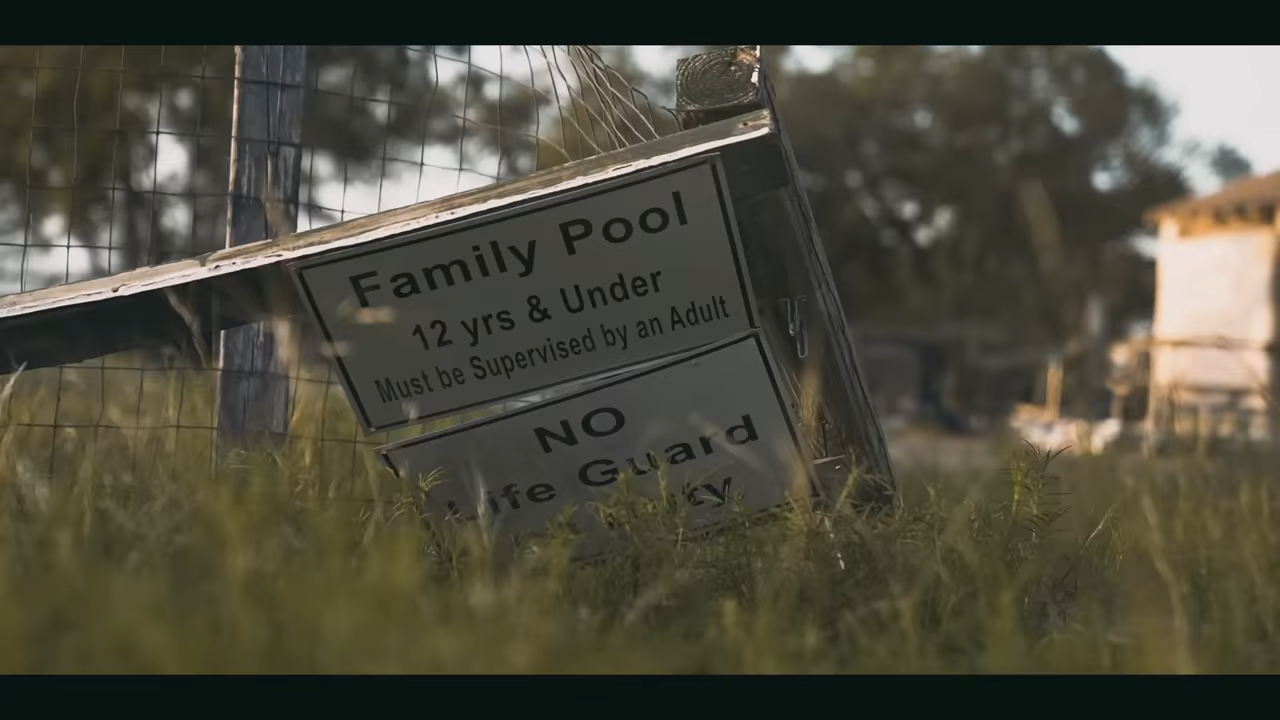 Family Pool
12 yrs & Under
Must be Supervised by an Adult
NO
Life Guard